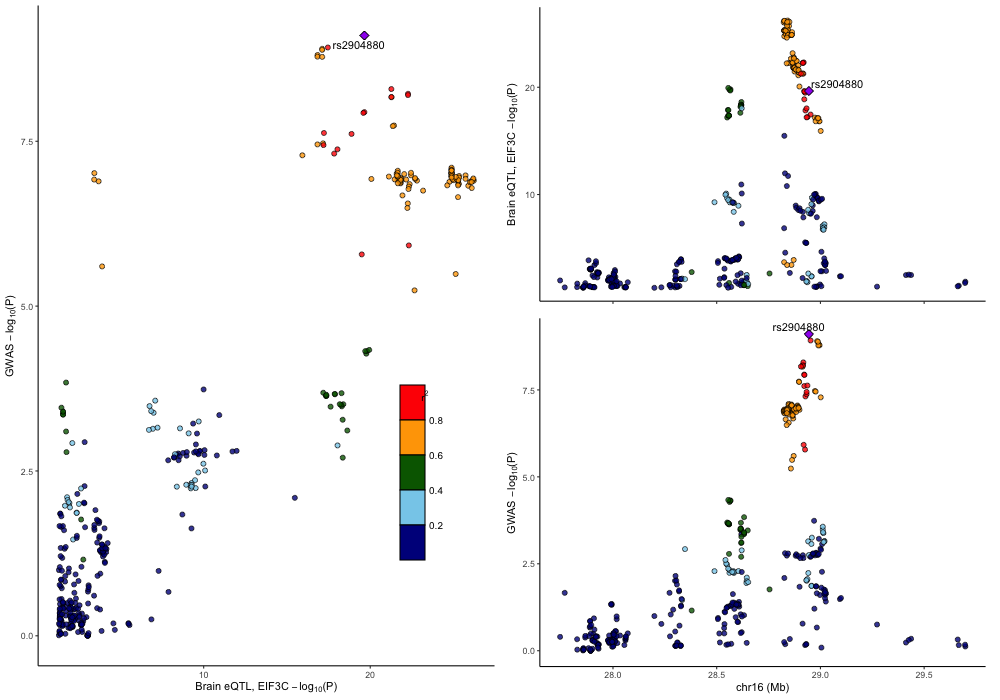 rs2904880
7.5
5.0
2.5
0.0
GWAS −log10(P)
r2
0.8
0.6
0.4
0.2
10
20
Brain eQTL, EIF3C −log10(P)
rs2904880
20
10
Brain eQTL, EIF3C −log10(P)
rs2904880
7.5
5.0
2.5
0.0
GWAS −log10(P)
28.0
28.5
29.0
29.5
chr16 (Mb)